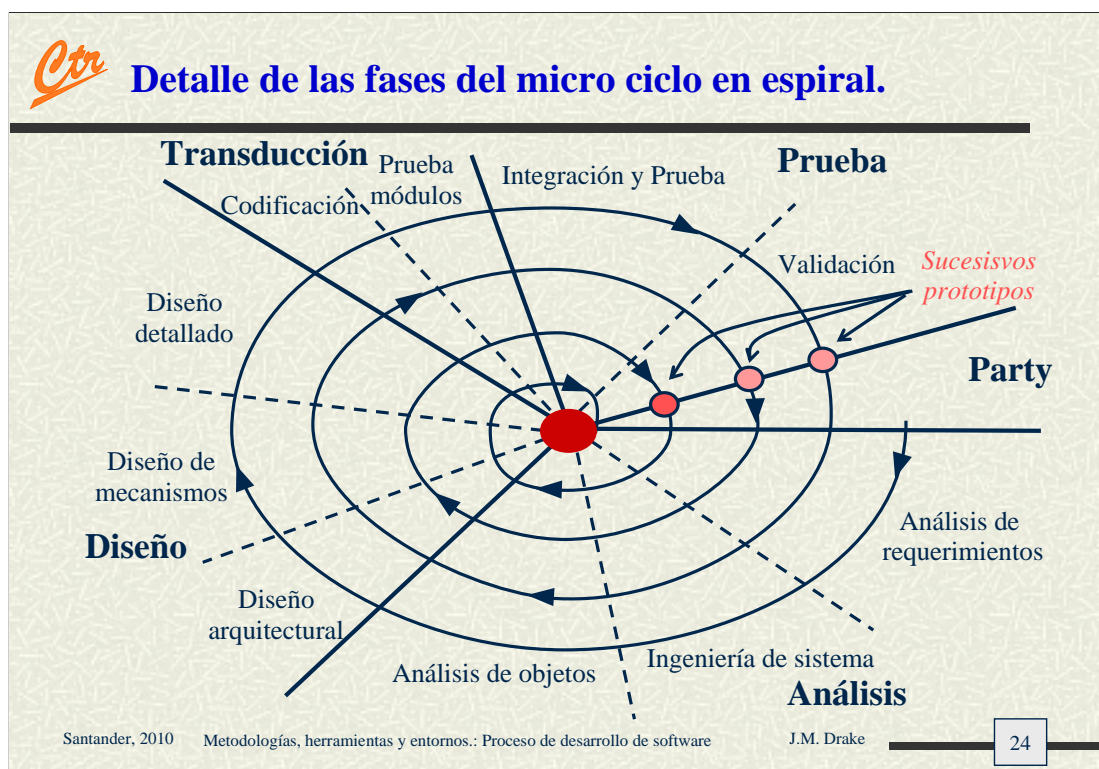 Ctr
Detalle de las fases del micro ciclo en espiral.
Transducción
Prueba
módulos
Integración y Prueba
Prueba
Codificación
Validación
Sucesisvos
prototipos
Diseño
detallado
Party
Diseño de
mecanismos
Análisis de
requerimientos
Diseño
Diseño
arquitectural
Análisis de objetos
Ingeniería de sistema
Análisis
Santander, 2010
Metodologías, herramientas y entornos.: Proceso de desarrollo de software
J.M. Drake
24